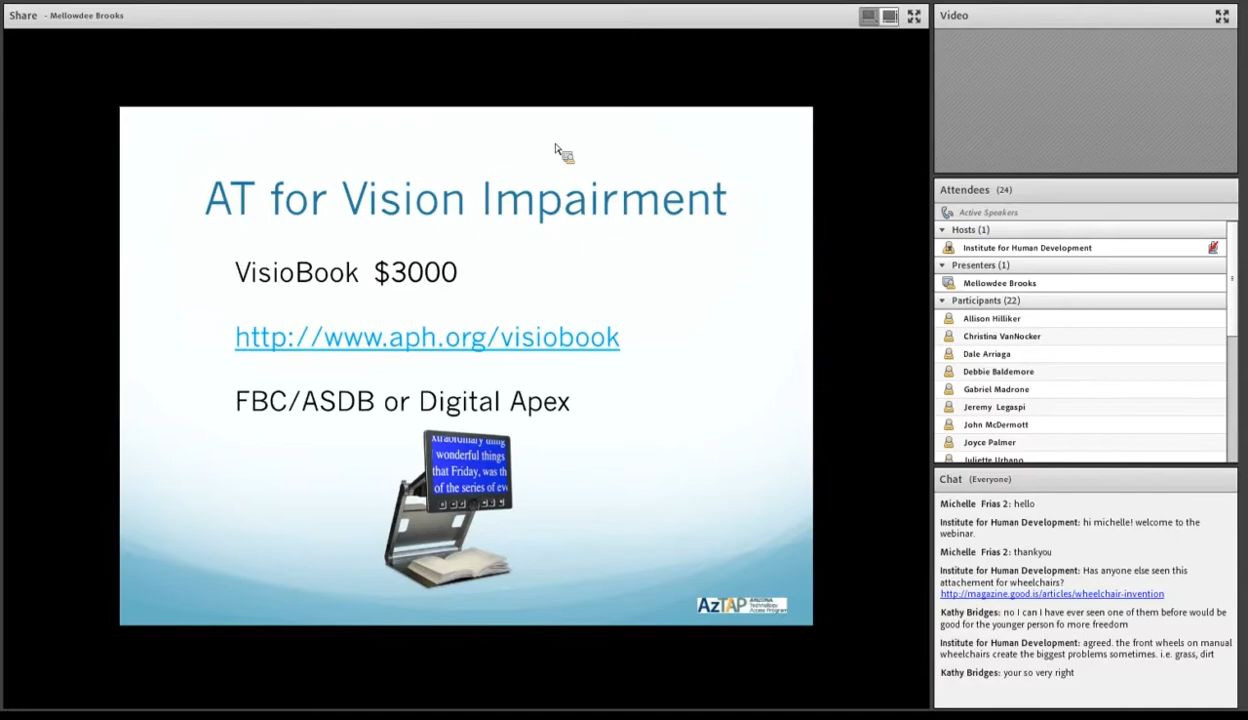 Share - Mellowdee Brooks
AT for Vision Impairment
VisioBook $3000
http://www.aph.org/visiobook
FBC/ASDB or Digital Apex
wonderful things
that Friday, was th
of the series of eve
AzTAP ARIZONA
Technology
Access Program
Video
Attendees (24)
Active Speakers
Hosts (1)
Institute for Human Development
Presenters (1)
Mellowdee Brooks
Participants (22)
Allison Hilliker
Christina VanNocker
Dale Arriaga
Debbie Baldemore
Gabriel Madrone
Jeremy Legaspi
John McDermott
Joyce Palmer
Juliette Urbano
Chat (Everyone)
Michelle Frias 2: hello
Institute for Human Development: hi michelle! welcome to the
webinar.
Michelle Frias 2: thankyou
Institute for Human Development: Has anyone else seen this
attachement for wheelchairs?
http://magazine.good.is/articles/wheelchair-invention
Kathy Bridges: no I can I have ever seen one of them before would be
good for the younger person fo more freedom
Institute for Human Development: agreed. the front wheels on manual
wheelchairs create the biggest problems sometimes. i.e. grass, dirt
Kathy Bridges: your so very right